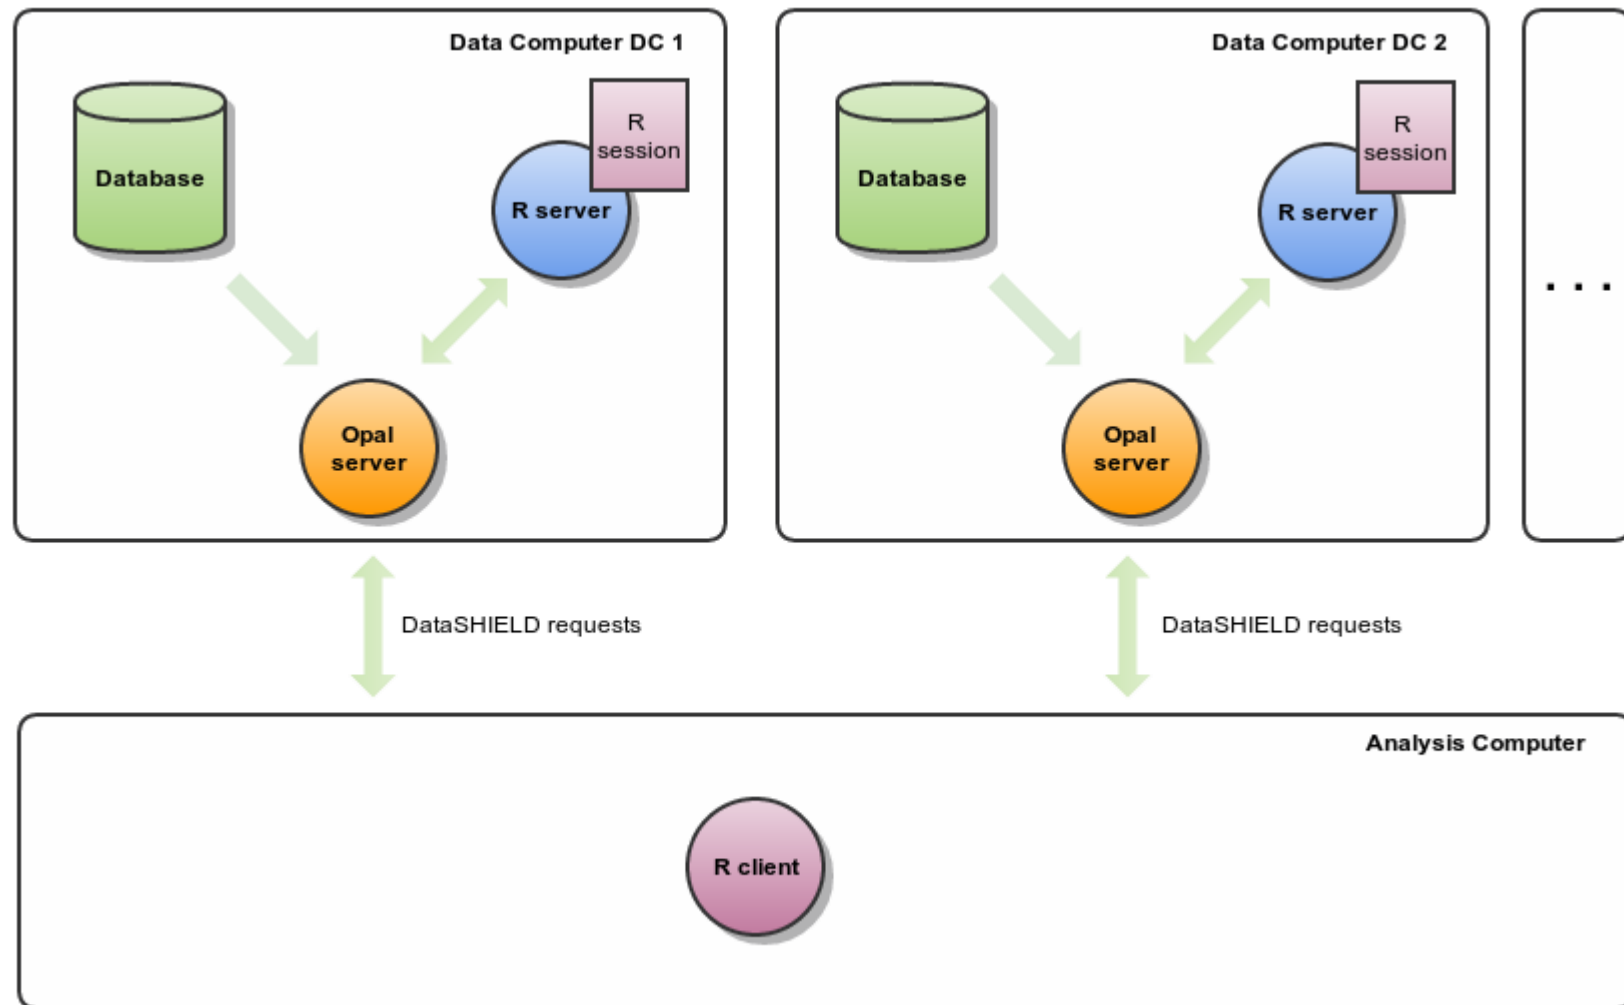 Data Computer DC 1
Database
R
session
R server
Opal
server
Data Computer DC 2
Database
R
session
R server
Opal
server
. . .
DataSHIELD requests
DataSHIELD requests
Analysis Computer
R client